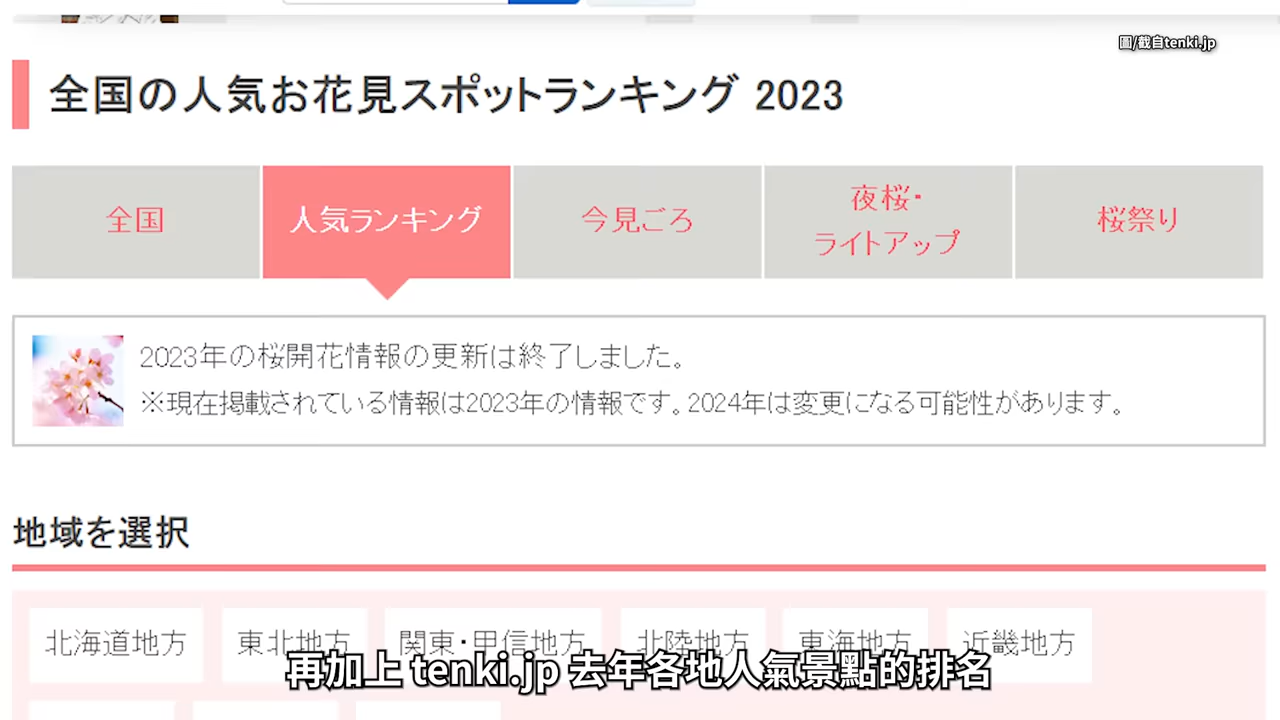 圖/截自tenki.jp
全国の人気お花見スポットランキング 2023
全国
人気ランキング
今見ごろ
夜桜・
ライトアップ
桜祭り
2023年の桜開花情報の更新は終了しました。
※現在掲載されている情報は2023年の情報です。2024年は変更になる可能性があります。
地域を選択
北海道地方
東北地方
関東・甲信地方
北陸地方
東海地方
近畿地方
再加上 tenki.jp 去年各地人氣景點的排名